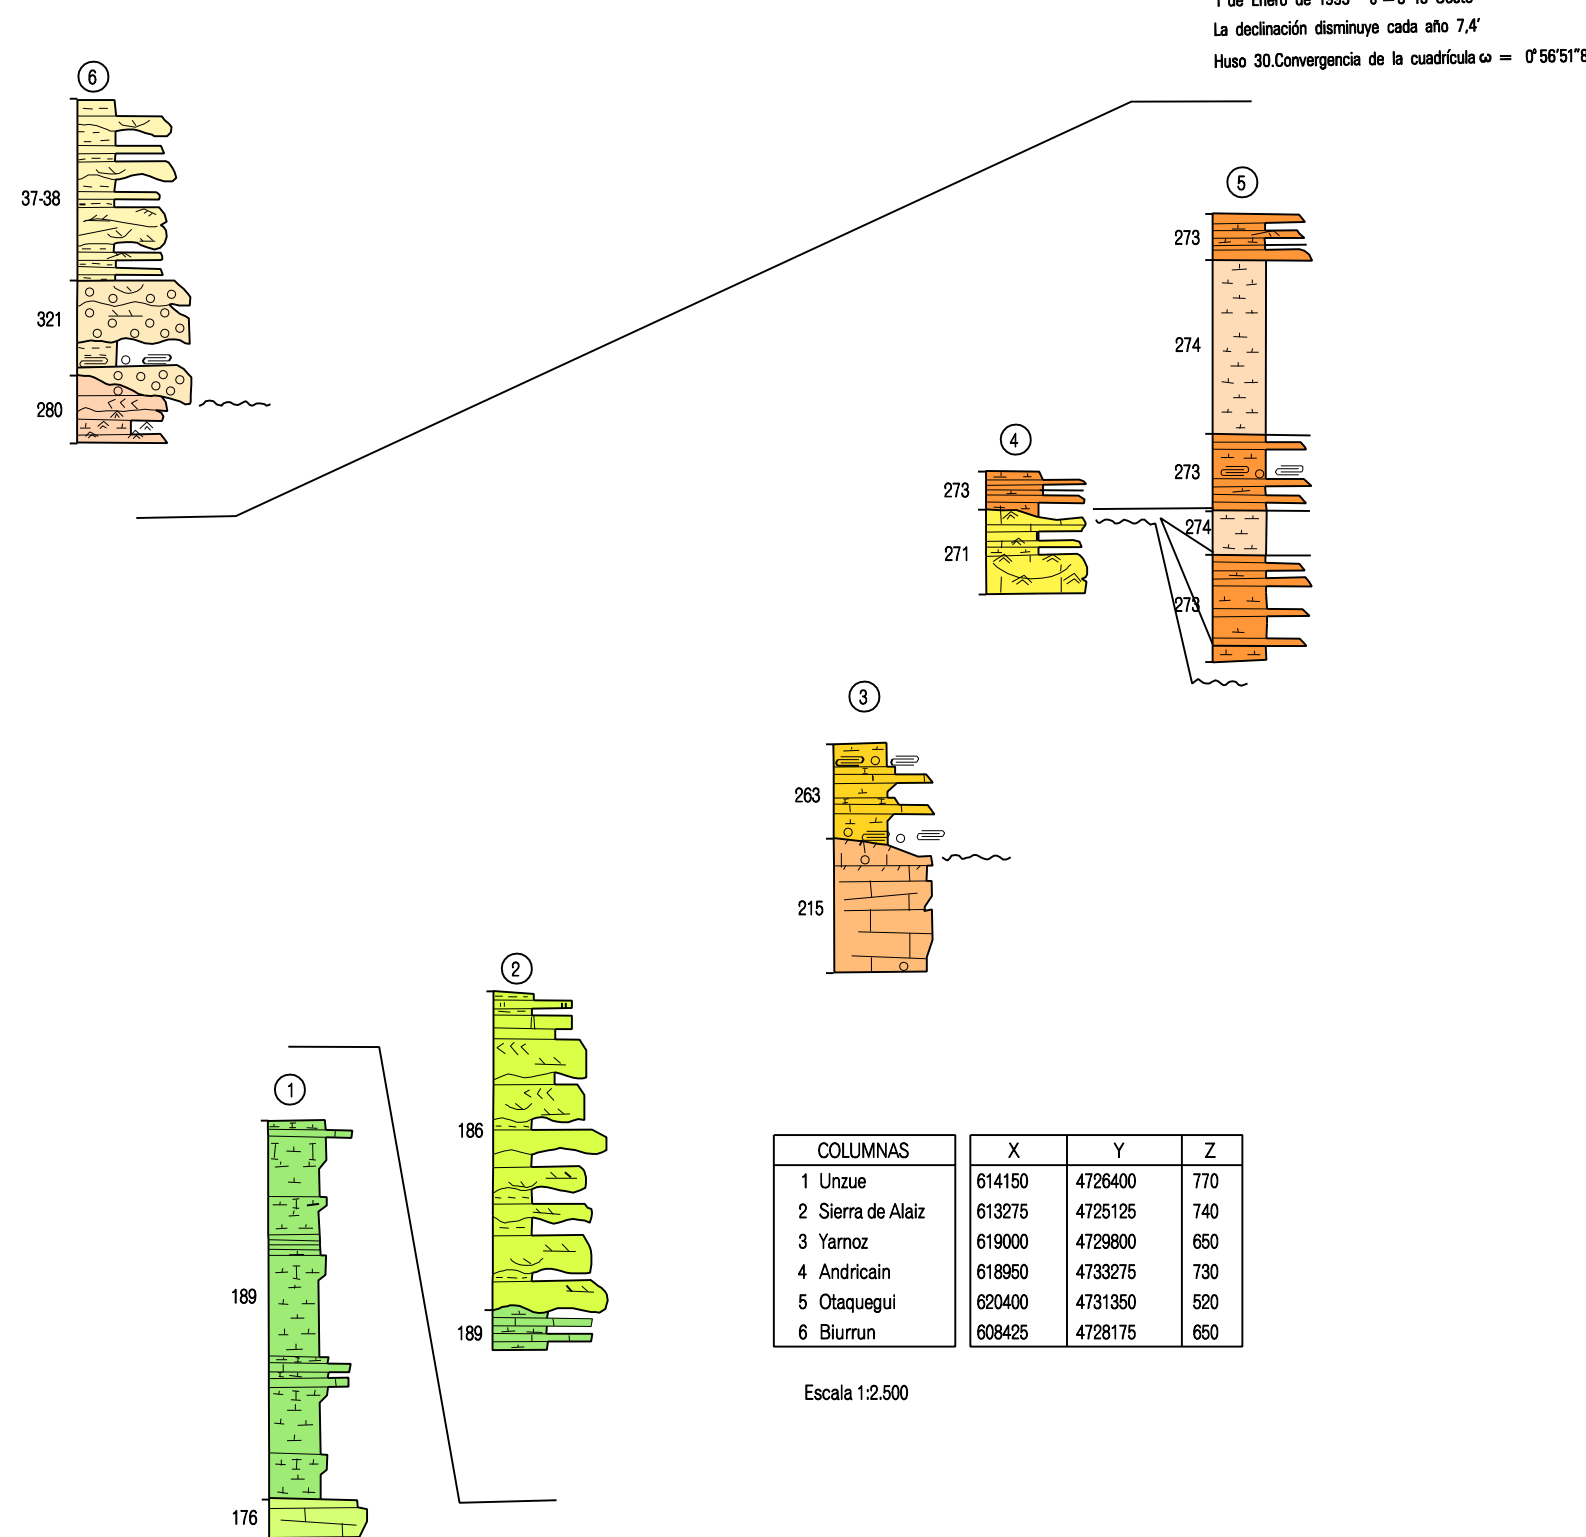 La declinación disminuye cada año 7,4'
Huso 30.Convergencia de la cuadrícula ω = 0° 56'51"8
6
37-38
321
280
5
273
274
273
274
273
4
273
271
3
263
215
2
186
189
1
189
176
COLUMNAS X Y Z
1 Unzue 614150 4726400 770
2 Sierra de Alaiz 613275 4725125 740
3 Yarnoz 619000 4729800 650
4 Andricain 618950 4733275 730
5 Otaquegui 620400 4731350 520
6 Biurrun 608425 4728175 650
Escala 1:2.500